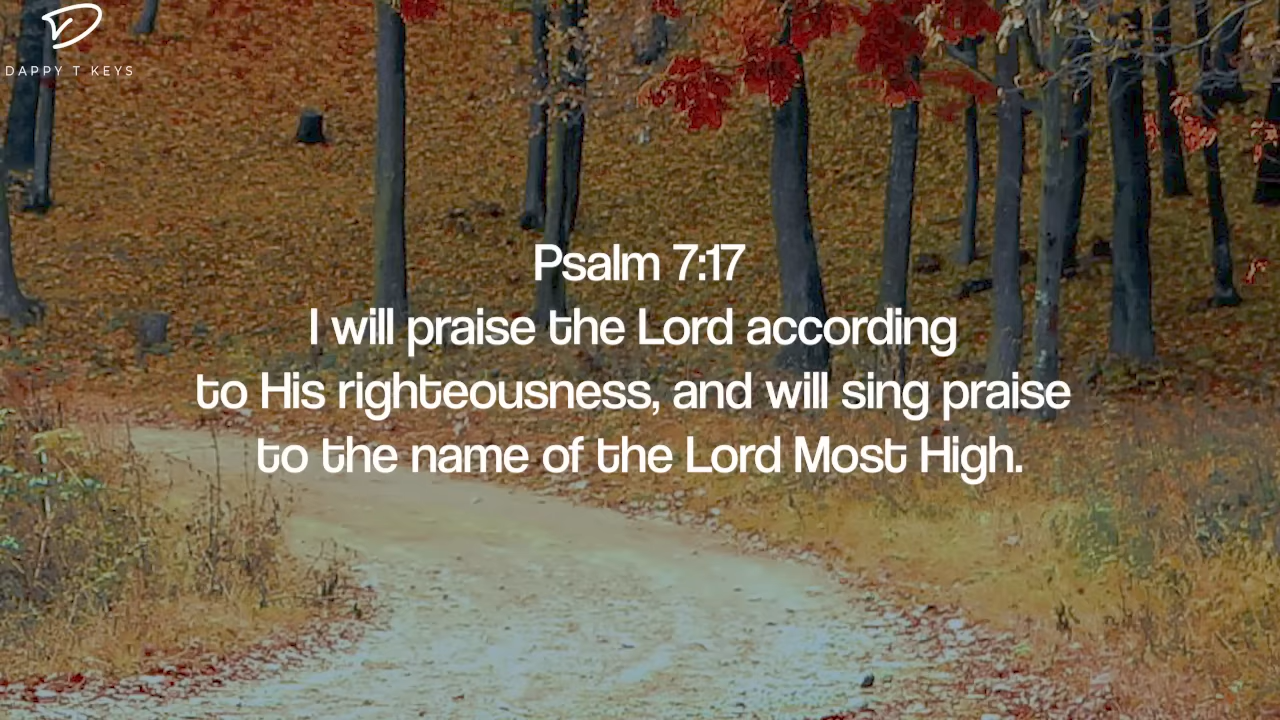 DAPPY T KEYS
Psalm 7:17
I will praise the Lord according
to His righteousness, and will sing praise
to the name of the Lord Most High.